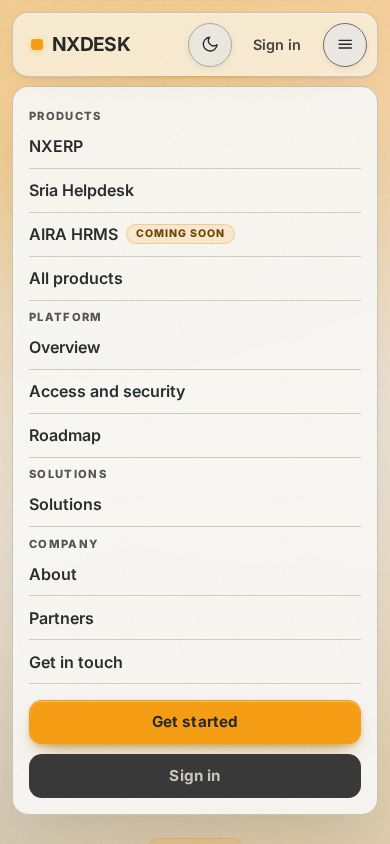 NXDESK
Sign in
PRODUCTS
NXERP
Sria Helpdesk
AIRA HRMS COMING SOON
All products
PLATFORM
Overview
Access and security
Roadmap
SOLUTIONS
Solutions
COMPANY
About
Partners
Get in touch
Get started
Sign in